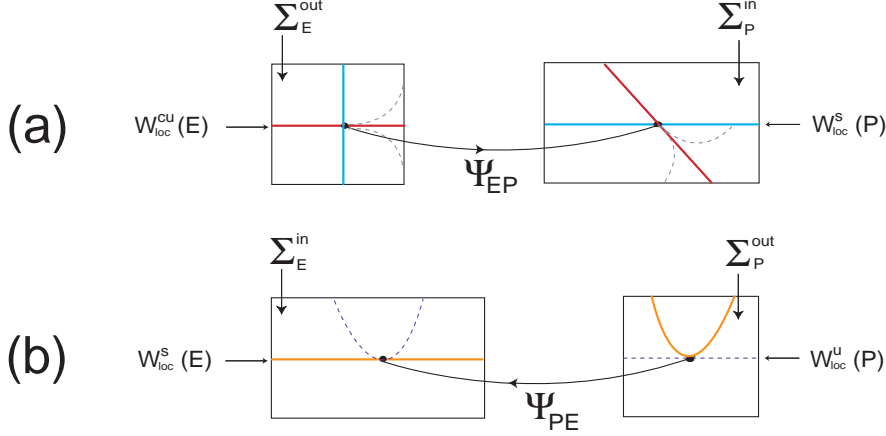 Σ_E^out Σ_P^in
(a) W_loc^cu (E) W_loc^s (P)
Ψ_EP
Σ_E^in Σ_P^out
(b) W_loc^s (E) W_loc^u (P)
Ψ_PE